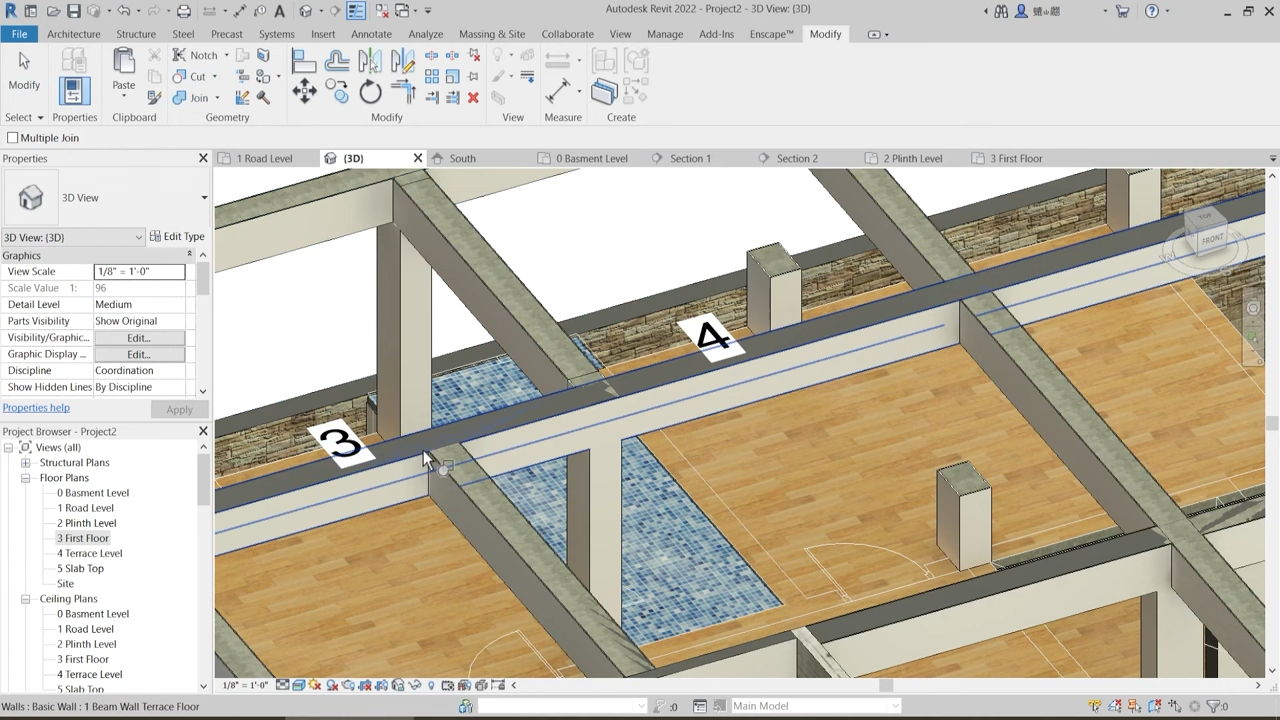 Autodesk Revit 2022 - Project2 - 3D View: {3D}
File Architecture Structure Steel Precast Systems Insert Annotate Analyze Massing & Site Collaborate View Manage Add-Ins Enscape™ Modify
Modify Paste Notch Cut Join
Select Properties Clipboard Geometry Modify View Measure Create
Multiple Join
Properties
1 Road Level {3D} South 0 Basment Level Section 1 Section 2 2 Plinth Level 3 First Floor
3D View
3D View: {3D} Edit Type
Graphics
View Scale 1/8" = 1'-0"
Scale Value 1: 96
Detail Level Medium
Parts Visibility Show Original
Visibility/Graphic... Edit...
Graphic Display ... Edit...
Discipline Coordination
Show Hidden Lines By Discipline
Properties help Apply
Project Browser - Project2
Views (all)
Structural Plans
Floor Plans
0 Basment Level
1 Road Level
2 Plinth Level
3 First Floor
4 Terrace Level
5 Slab Top
Site
Ceiling Plans
0 Basment Level
1 Road Level
2 Plinth Level
3 First Floor
4 Terrace Level
5 Slab Top
TOP
FRONT
4
3
1/8" = 1'-0"
Walls : Basic Wall : 1 Beam Wall Terrace Floor :0 Main Model :0